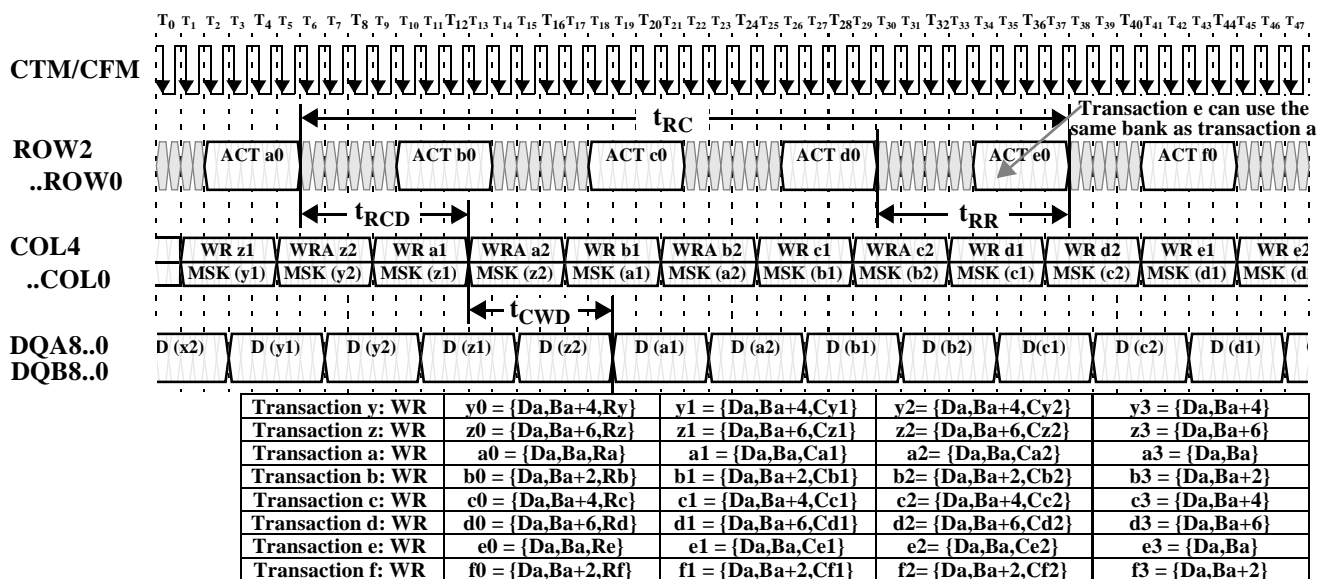 T0 T1 T2 T3 T4 T5 T6 T7 T8 T9 T10 T11 T12 T13 T14 T15 T16 T17 T18 T19 T20 T21 T22 T23 T24 T25 T26 T27 T28 T29 T30 T31 T32 T33 T34 T35 T36 T37 T38 T39 T40 T41 T42 T43 T44 T45 T46 T47
CTM/CFM
Transaction e can use the
same bank as transaction a
tRC
ROW2
..ROW0
ACT a0 ACT b0 ACT c0 ACT d0 ACT e0 ACT f0
tRCD tRR
COL4
..COL0
WR z1 WRA z2 WR a1 WRA a2 WR b1 WRA b2 WR c1 WRA c2 WR d1 WR d2 WR e1 WR e2
MSK (y1) MSK (y2) MSK (z1) MSK (z2) MSK (a1) MSK (a2) MSK (b1) MSK (b2) MSK (c1) MSK (c2) MSK (d1) MSK (d
tCWD
DQA8..0
DQB8..0
D (x2) D (y1) D (y2) D (z1) D (z2) D (a1) D (a2) D (b1) D (b2) D(c1) D (c2) D (d1)
Transaction y: WR y0 = {Da,Ba+4,Ry} y1 = {Da,Ba+4,Cy1} y2= {Da,Ba+4,Cy2} y3 = {Da,Ba+4}
Transaction z: WR z0 = {Da,Ba+6,Rz} z1 = {Da,Ba+6,Cz1} z2= {Da,Ba+6,Cz2} z3 = {Da,Ba+6}
Transaction a: WR a0 = {Da,Ba,Ra} a1 = {Da,Ba,Ca1} a2= {Da,Ba,Ca2} a3 = {Da,Ba}
Transaction b: WR b0 = {Da,Ba+2,Rb} b1 = {Da,Ba+2,Cb1} b2= {Da,Ba+2,Cb2} b3 = {Da,Ba+2}
Transaction c: WR c0 = {Da,Ba+4,Rc} c1 = {Da,Ba+4,Cc1} c2= {Da,Ba+4,Cc2} c3 = {Da,Ba+4}
Transaction d: WR d0 = {Da,Ba+6,Rd} d1 = {Da,Ba+6,Cd1} d2= {Da,Ba+6,Cd2} d3 = {Da,Ba+6}
Transaction e: WR e0 = {Da,Ba,Re} e1 = {Da,Ba,Ce1} e2= {Da,Ba,Ce2} e3 = {Da,Ba}
Transaction f: WR f0 = {Da,Ba+2,Rf} f1 = {Da,Ba+2,Cf1} f2= {Da,Ba+2,Cf2} f3 = {Da,Ba+2}